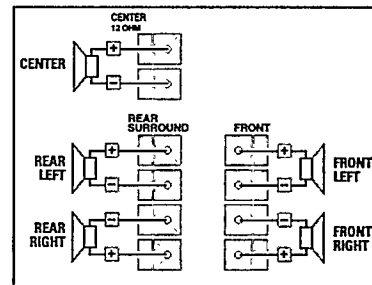 CENTER
12 OHM
CENTER
+
−
REAR
SURROUND
FRONT
REAR
LEFT
+
−
−
+
REAR
RIGHT
+
−
−
+
FRONT
LEFT
FRONT
RIGHT